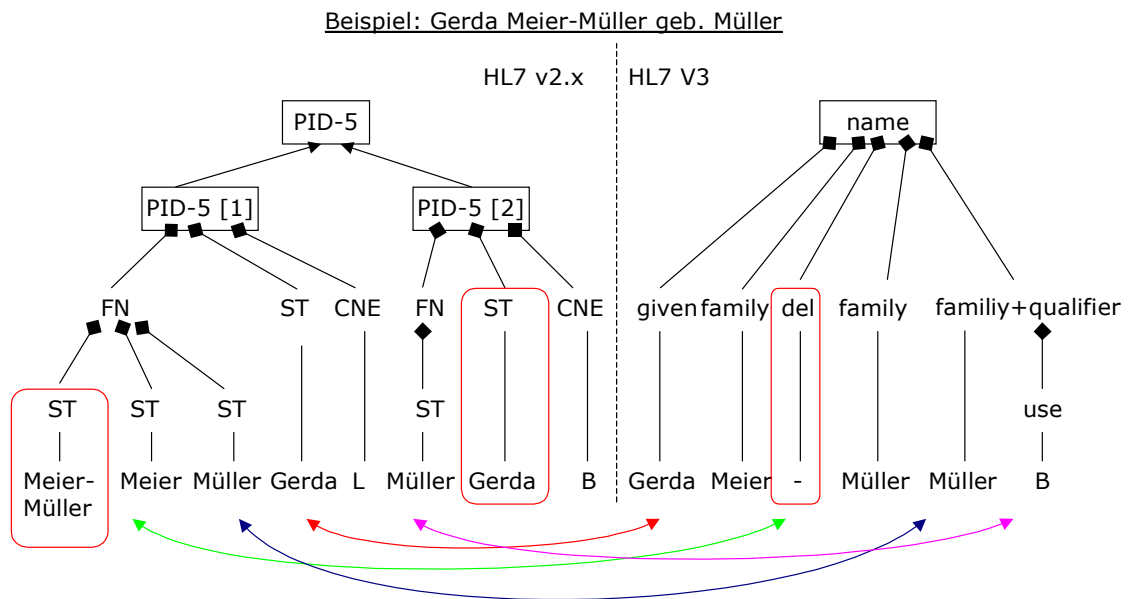 Beispiel: Gerda Meier-Müller geb. Müller
HL7 v2.x HL7 V3
PID-5 name
PID-5 [1] PID-5 [2]
FN ST CNE FN ST CNE given family del family familiy+qualifier
ST ST ST ST use
Meier- Meier Müller Gerda L Müller Gerda B Gerda Meier - Müller Müller B
Müller